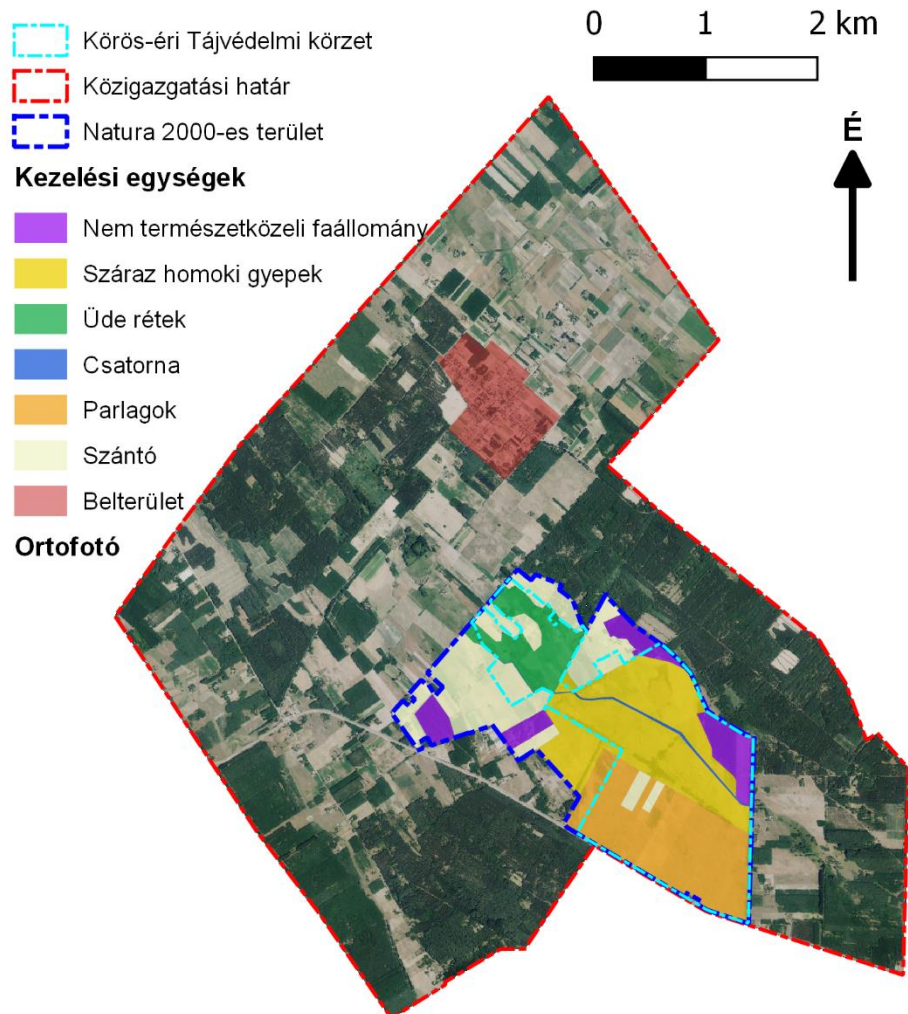 0 1 2 km
Körös-éri Tájvédelmi körzet
Közigazgatási határ
Natura 2000-es terület
É
Kezelési egységek
Nem természetközeli faállomány
Száraz homoki gyepek
Üde rétek
Csatorna
Parlagok
Szántó
Belterület
Ortofotó